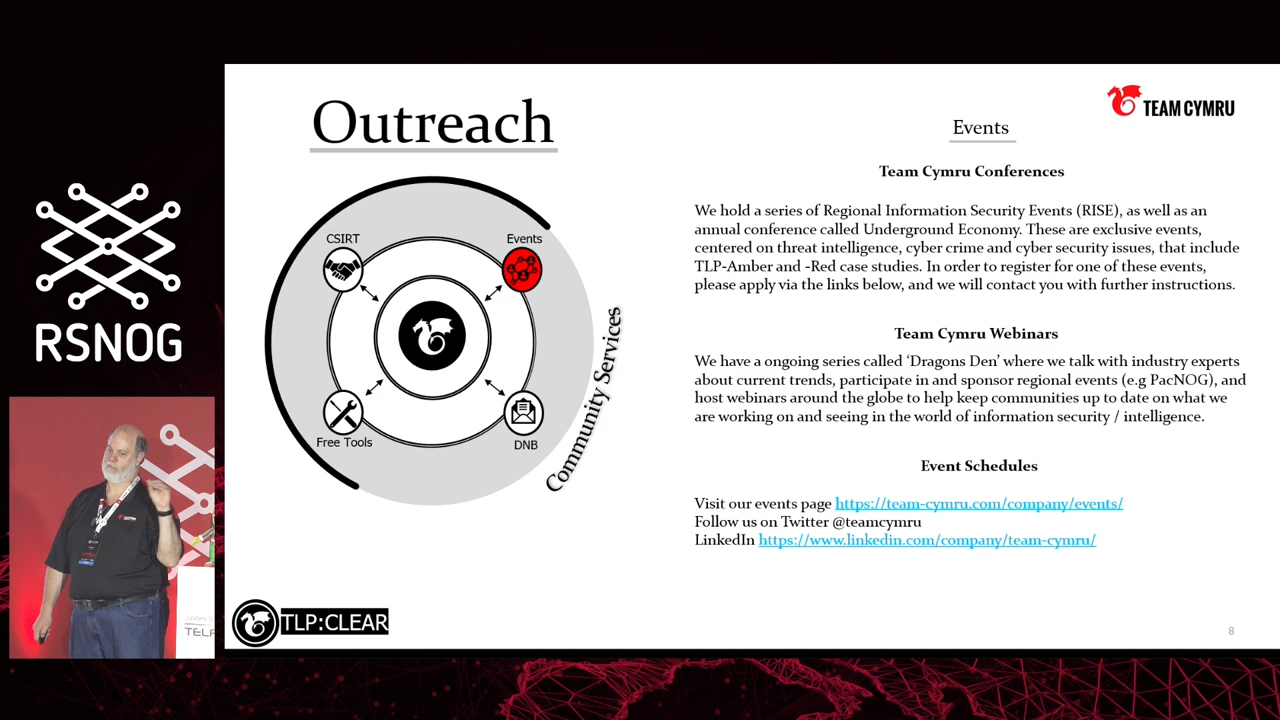 RSNOG
Outreach
CSIRT
Events
Free Tools
DNB
Community Services
TEAM CYMRU
Events
Team Cymru Conferences
We hold a series of Regional Information Security Events (RISE), as well as an
annual conference called Underground Economy. These are exclusive events,
centered on threat intelligence, cyber crime and cyber security issues, that include
TLP-Amber and -Red case studies. In order to register for one of these events,
please apply via the links below, and we will contact you with further instructions.
Team Cymru Webinars
We have a ongoing series called ‘Dragons Den’ where we talk with industry experts
about current trends, participate in and sponsor regional events (e.g PacNOG), and
host webinars around the globe to help keep communities up to date on what we
are working on and seeing in the world of information security / intelligence.
Event Schedules
Visit our events page https://team-cymru.com/company/events/
Follow us on Twitter @teamcymru
LinkedIn https://www.linkedin.com/company/team-cymru/
TLP:CLEAR
8